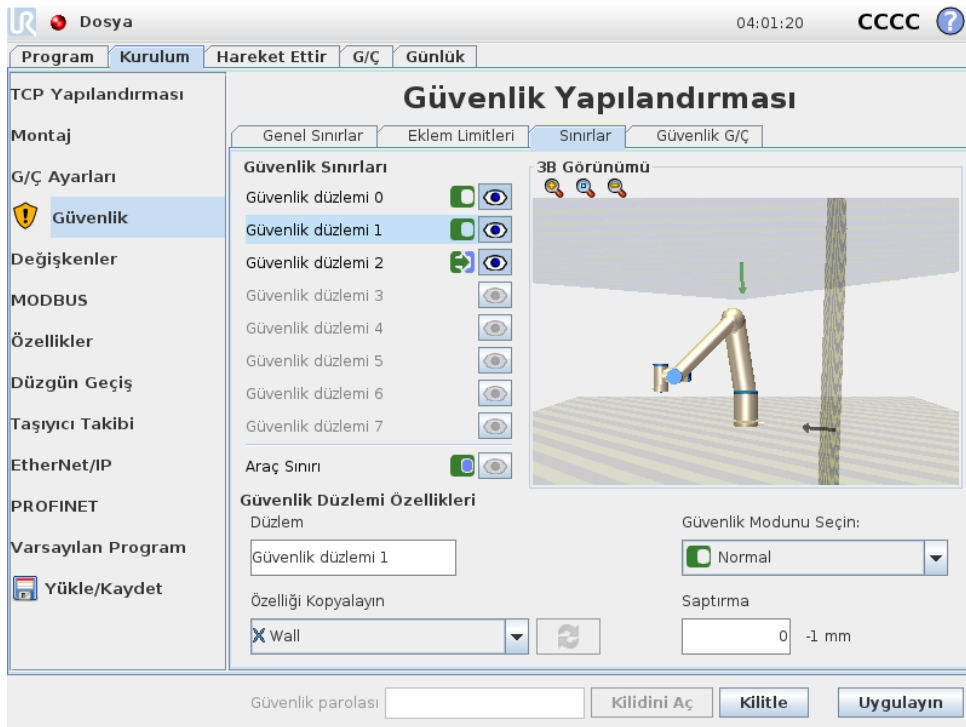 UR Dosya 04:01:20 CCCC ?
Program Kurulum Hareket Ettir G/Ç Günlük
TCP Yapılandırması
Montaj
G/Ç Ayarları
Güvenlik
Değişkenler
MODBUS
Özellikler
Düzgün Geçiş
Taşıyıcı Takibi
EtherNet/IP
PROFINET
Varsayılan Program
Yükle/Kaydet
Güvenlik Yapılandırması
Genel Sınırlar Eklem Limitleri Sınırlar Güvenlik G/Ç
Güvenlik Sınırları
Güvenlik düzlemi 0
Güvenlik düzlemi 1
Güvenlik düzlemi 2
Güvenlik düzlemi 3
Güvenlik düzlemi 4
Güvenlik düzlemi 5
Güvenlik düzlemi 6
Güvenlik düzlemi 7
Araç Sınırı
3B Görünümü
Güvenlik Düzlemi Özellikleri
Düzlem
Güvenlik düzlemi 1
Güvenlik Modunu Seçin:
Normal
Özelliği Kopyalayın
Wall
Saptırma
0 -1 mm
Güvenlik parolası Kilidini Aç Kilitle Uygulayın